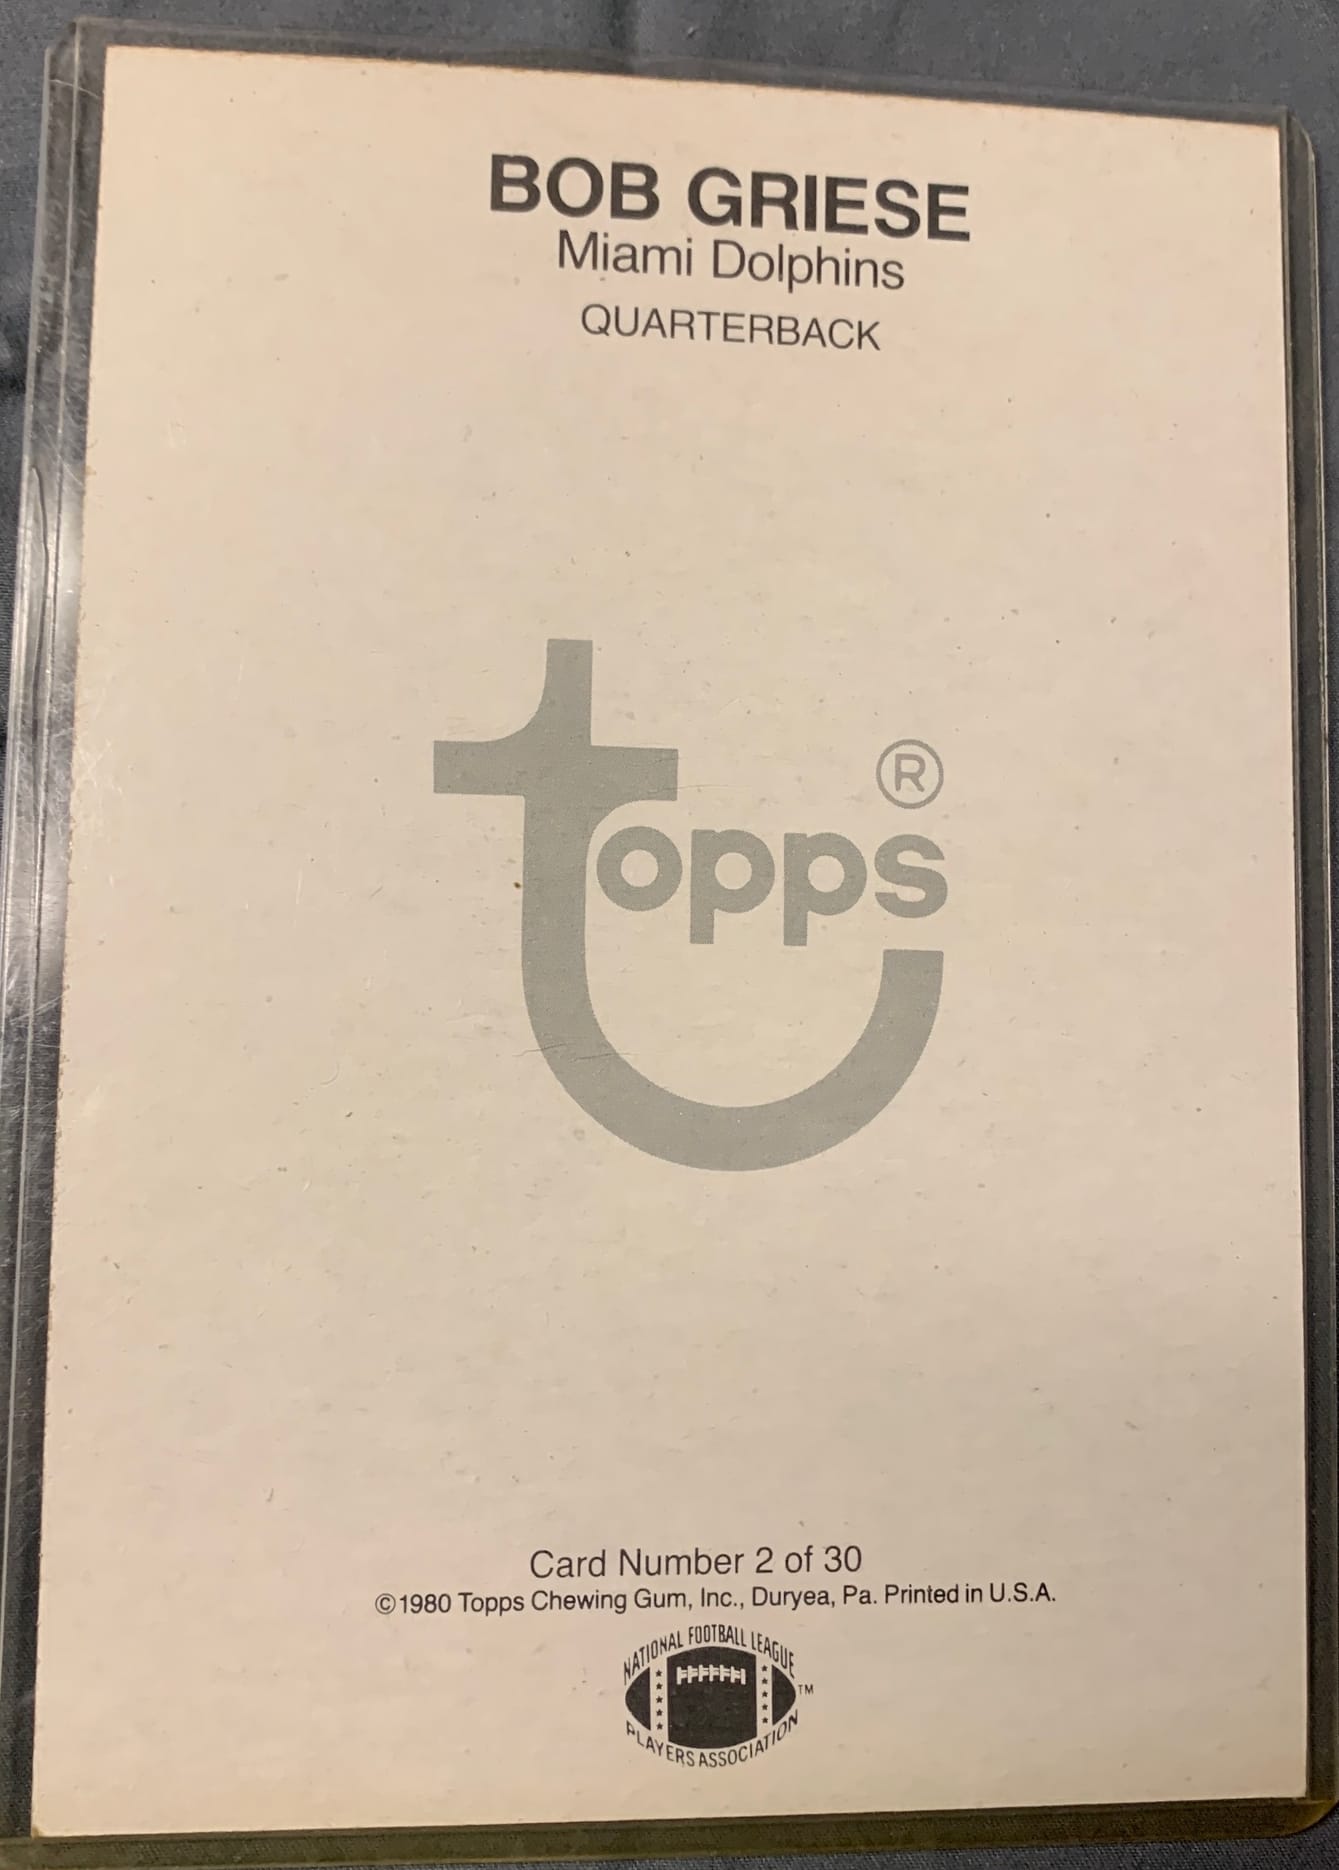 BOB GRIESE
Miami Dolphins
QUARTERBACK
topps®
Card Number 2 of 30
©1980 Topps Chewing Gum, Inc., Duryea, Pa. Printed in U.S.A.
NATIONAL FOOTBALL LEAGUE
PLAYERS ASSOCIATION
TM